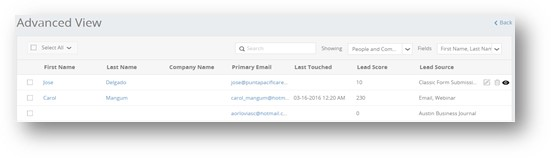 Advanced View
Back
Select All
Search
Showing
People and Com...
Fields
First Name, Last Nam
First Name Last Name Company Name Primary Email Last Touched Lead Score Lead Source
Jose Delgado jose@puntapacificare... 10 Classic Form Submissi...
Carol Mangum carol_mangum@hotm... 03-16-2016 12:20 AM 230 Email, Webinar
0 Austin Business Journal